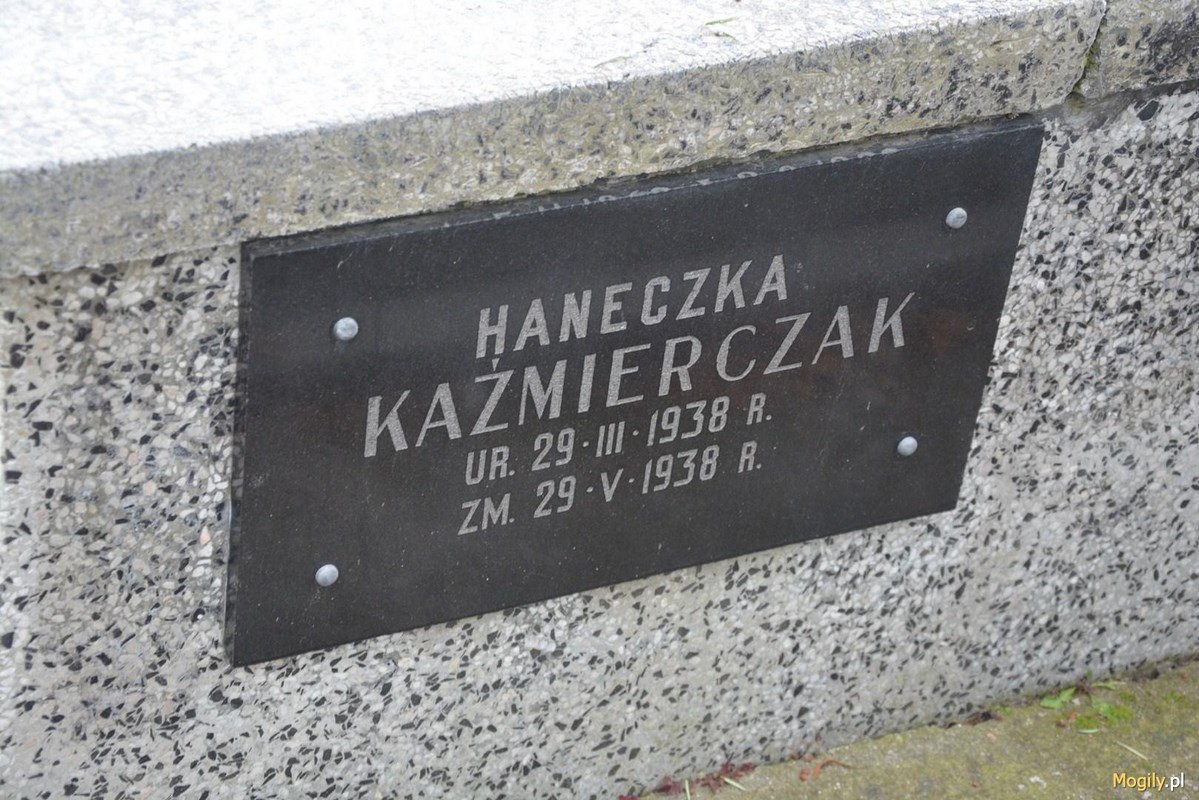 HANECZKA
KAŹMIERCZAK
UR. 29·III·1938 R.
ZM. 29·V·1938 R.
Mogily.pl